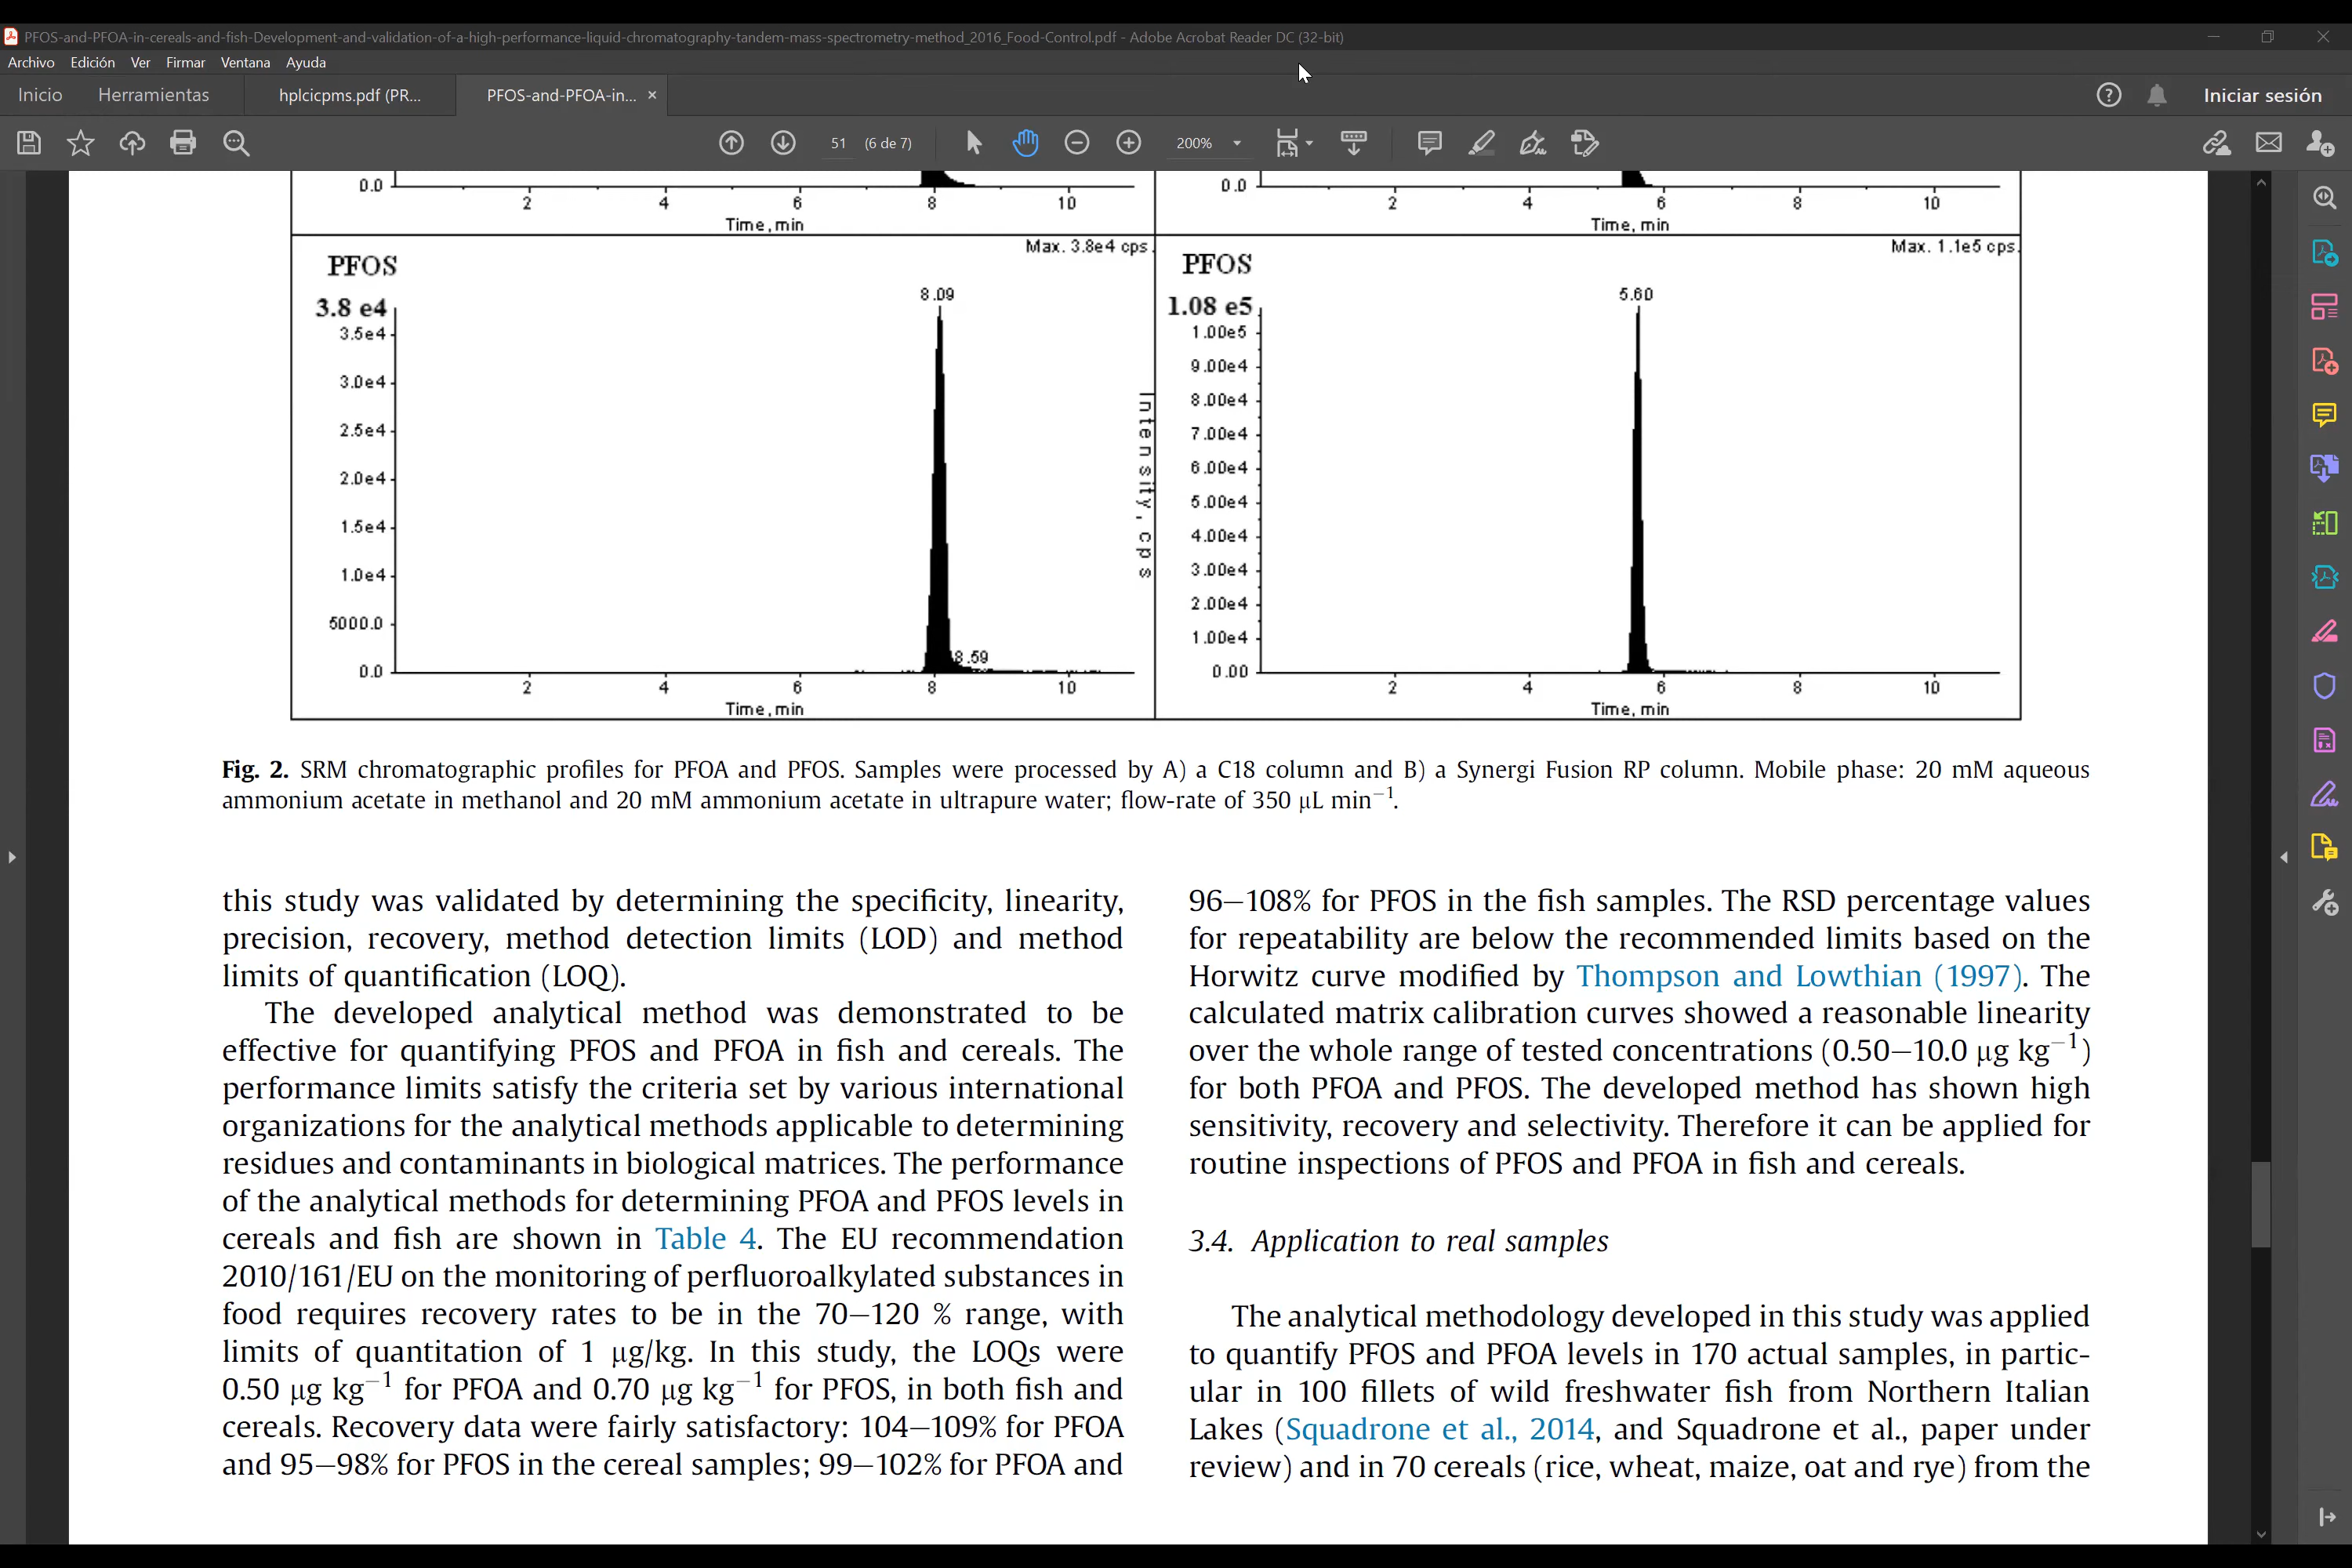 PFOS-and-PFOA-in-cereals-and-fish-Development-and-validation-of-a-high-performance-liquid-chromatography-tandem-mass-spectrometry-method_2016_Food-Control.pdf - Adobe Acrobat Reader DC (32-bit)
Archivo Edición Ver Firmar Ventana Ayuda
Inicio Herramientas hplcicpms.pdf (PR... PFOS-and-PFOA-in... × Iniciar sesión
51 (6 de 7) 200%
0.0
2 4 6 8 10
Time, min
0.0
2 4 6 8 10
Time, min
Max. 3.8e4 cps.
PFOS
3.8 e4
8.09
3.5e4
3.0e4
2.5e4
2.0e4
1.5e4
1.0e4
5000.0
0.0
8.59
2 4 6 8 10
Time, min
Max. 1.1e5 cps.
PFOS
1.08 e5
5.60
Intensity, cps
1.00e5
9.00e4
8.00e4
7.00e4
6.00e4
5.00e4
4.00e4
3.00e4
2.00e4
1.00e4
0.00
2 4 6 8 10
Time, min
Fig. 2. SRM chromatographic profiles for PFOA and PFOS. Samples were processed by A) a C18 column and B) a Synergi Fusion RP column. Mobile phase: 20 mM aqueous
ammonium acetate in methanol and 20 mM ammonium acetate in ultrapure water; flow-rate of 350 μL min⁻¹.
this study was validated by determining the specificity, linearity,
precision, recovery, method detection limits (LOD) and method
limits of quantification (LOQ).
The developed analytical method was demonstrated to be
effective for quantifying PFOS and PFOA in fish and cereals. The
performance limits satisfy the criteria set by various international
organizations for the analytical methods applicable to determining
residues and contaminants in biological matrices. The performance
of the analytical methods for determining PFOA and PFOS levels in
cereals and fish are shown in Table 4. The EU recommendation
2010/161/EU on the monitoring of perfluoroalkylated substances in
food requires recovery rates to be in the 70–120 % range, with
limits of quantitation of 1 μg/kg. In this study, the LOQs were
0.50 μg kg⁻¹ for PFOA and 0.70 μg kg⁻¹ for PFOS, in both fish and
cereals. Recovery data were fairly satisfactory: 104–109% for PFOA
and 95–98% for PFOS in the cereal samples; 99–102% for PFOA and
96–108% for PFOS in the fish samples. The RSD percentage values
for repeatability are below the recommended limits based on the
Horwitz curve modified by Thompson and Lowthian (1997). The
calculated matrix calibration curves showed a reasonable linearity
over the whole range of tested concentrations (0.50–10.0 μg kg⁻¹)
for both PFOA and PFOS. The developed method has shown high
sensitivity, recovery and selectivity. Therefore it can be applied for
routine inspections of PFOS and PFOA in fish and cereals.
3.4. Application to real samples
The analytical methodology developed in this study was applied
to quantify PFOS and PFOA levels in 170 actual samples, in partic-
ular in 100 fillets of wild freshwater fish from Northern Italian
Lakes (Squadrone et al., 2014, and Squadrone et al., paper under
review) and in 70 cereals (rice, wheat, maize, oat and rye) from the